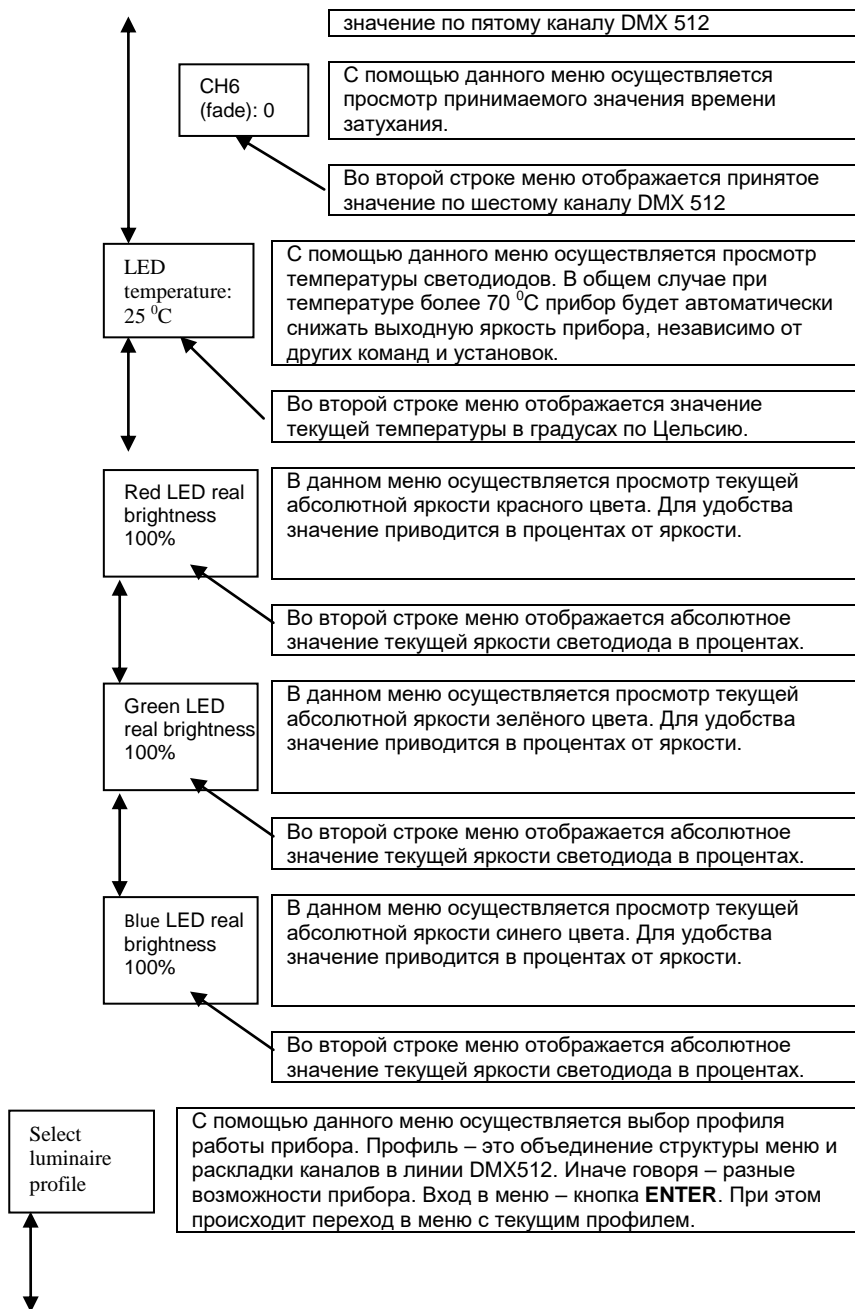 значение по пятому каналу DMX 512
CH6
(fade): 0
С помощью данного меню осуществляется
просмотр принимаемого значения времени
затухания.
Во второй строке меню отображается принятое
значение по шестому каналу DMX 512
LED
temperature:
25 ⁰C
С помощью данного меню осуществляется просмотр
температуры светодиодов. В общем случае при
температуре более 70 ⁰С прибор будет автоматически
снижать выходную яркость прибора, независимо от
других команд и установок.
Во второй строке меню отображается значение
текущей температуры в градусах по Цельсию.
Red LED real
brightness
100%
В данном меню осуществляется просмотр текущей
абсолютной яркости красного цвета. Для удобства
значение приводится в процентах от яркости.
Во второй строке меню отображается абсолютное
значение текущей яркости светодиода в процентах.
Green LED
real brightness
100%
В данном меню осуществляется просмотр текущей
абсолютной яркости зелёного цвета. Для удобства
значение приводится в процентах от яркости.
Во второй строке меню отображается абсолютное
значение текущей яркости светодиода в процентах.
Blue LED real
brightness
100%
В данном меню осуществляется просмотр текущей
абсолютной яркости синего цвета. Для удобства
значение приводится в процентах от яркости.
Во второй строке меню отображается абсолютное
значение текущей яркости светодиода в процентах.
Select
luminaire
profile
С помощью данного меню осуществляется выбор профиля
работы прибора. Профиль – это объединение структуры меню и
раскладки каналов в линии DMX512. Иначе говоря – разные
возможности прибора. Вход в меню – кнопка ENTER. При этом
происходит переход в меню с текущим профилем.